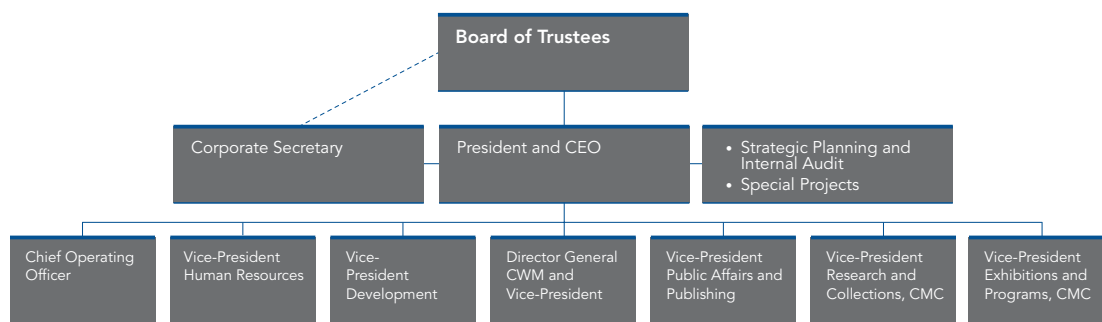 Board of Trustees
Corporate Secretary
President and CEO
• Strategic Planning and
Internal Audit
• Special Projects
Chief Operating
Officer
Vice-President
Human Resources
Vice-
President
Development
Director General
CWM and
Vice-President
Vice-President
Public Affairs and
Publishing
Vice-President
Research and
Collections, CMC
Vice-President
Exhibitions and
Programs, CMC